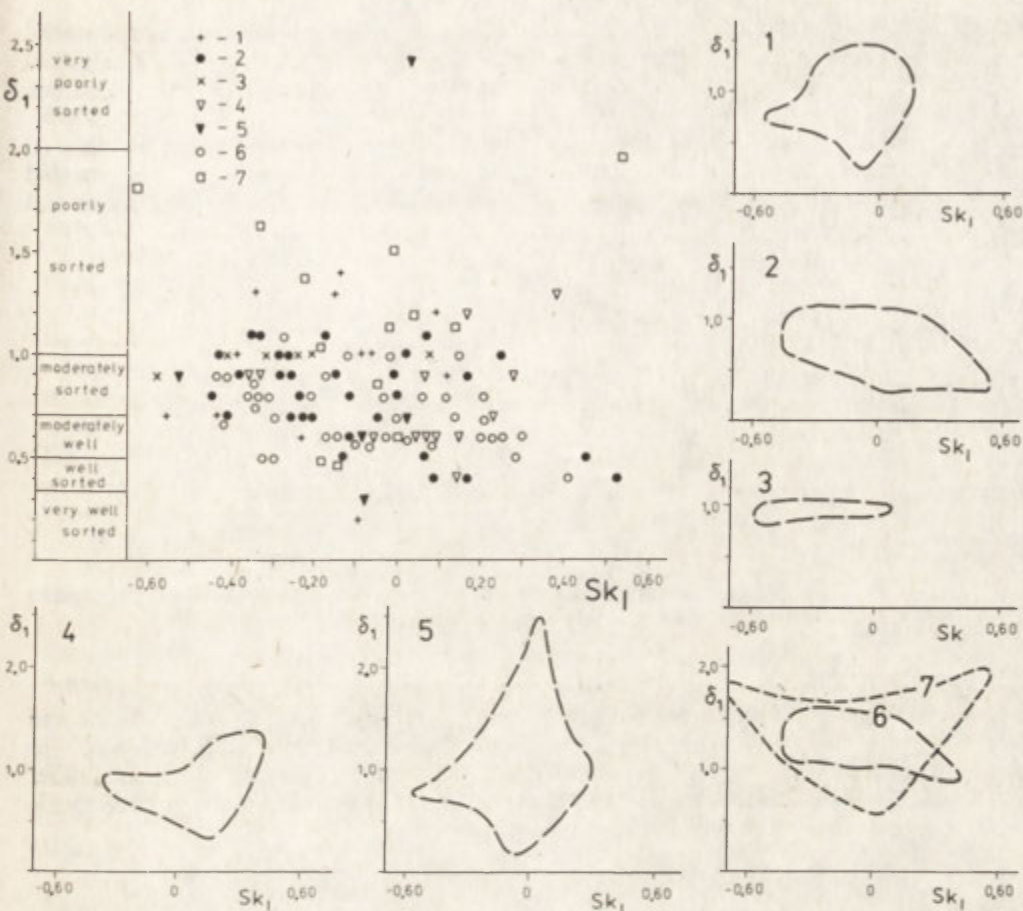 2.5
very
poorly
sorted
δ₁
2.0
poorly
1.5
sorted
1,0
moderately
sorted
moderately
well
0,5
well
sorted
very well
sorted
+ – 1
● – 2
× – 3
▽ – 4
▼ – 5
○ – 6
□ – 7
-0,60 -0,40 -0,20 0 0,20 0,40 0,60
Sk₁
δ₁ 1
1,0
-0,60 0 0,60
Sk₁
δ₁ 2
1,0
-0,60 0 0,60
Sk₁
δ₁ 3
1,0
-0,60 0 0,60
Sk
δ₁ 4
2,0
1,0
-0,60 0 0,60
Sk₁
δ₁ 5
2,0
1,0
-0,60 0 0,60
Sk₁
2,0
δ₁ 7
6
1,0
-0,60 0 0,60
Sk₁